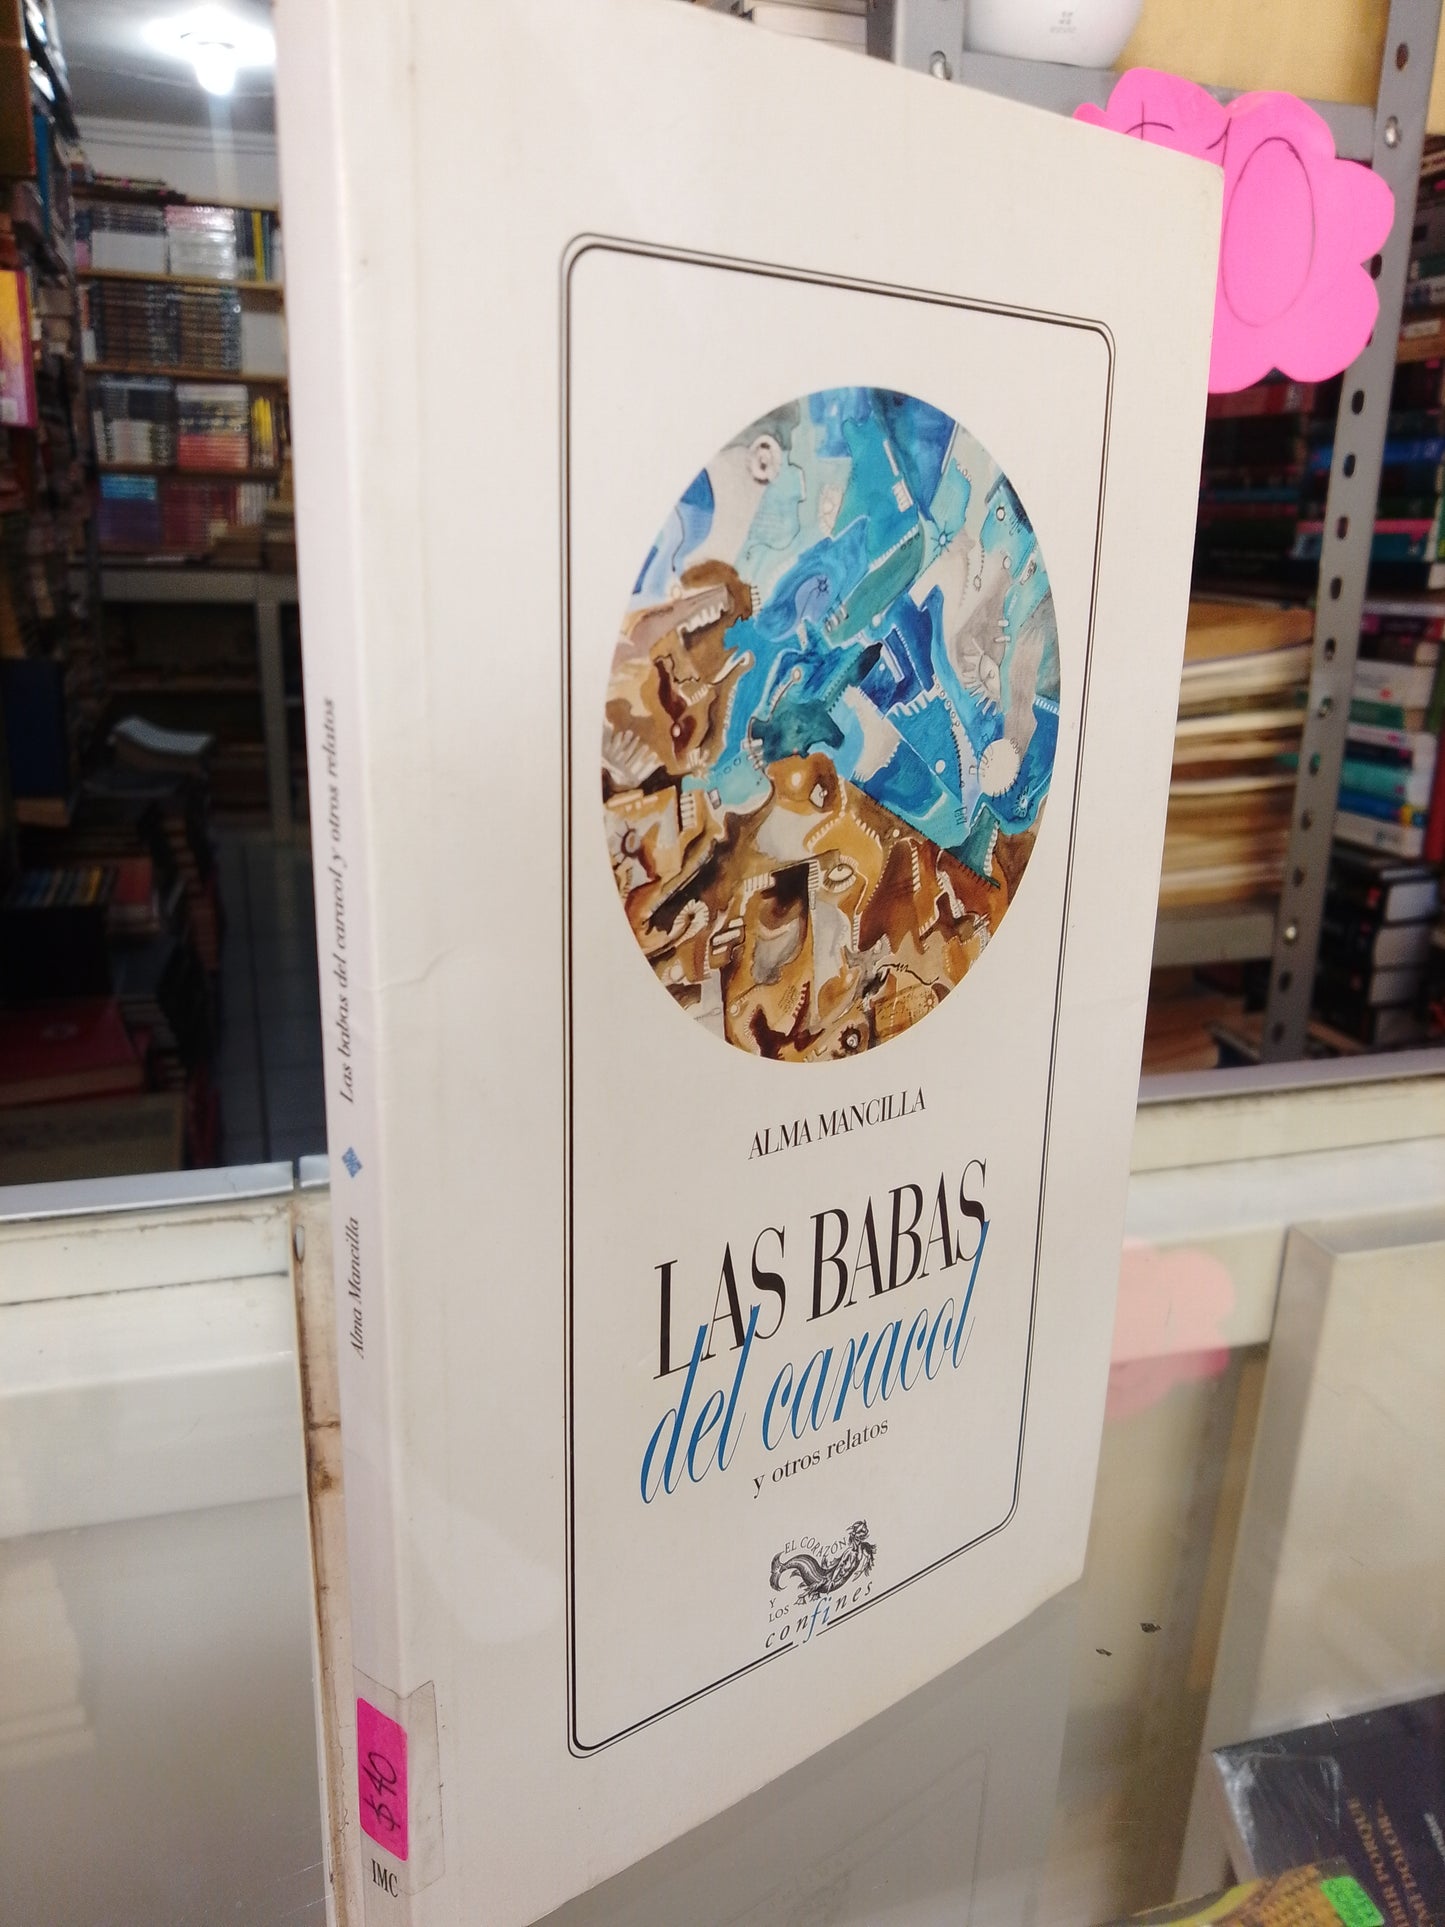 $10
ALMA MANCILLA
LAS BABAS
del caracol
y otros relatos
EL CORAZÓN
Y LOS
confines
Las babas del caracol y otros relatos
Alma Mancilla
$40
IMC